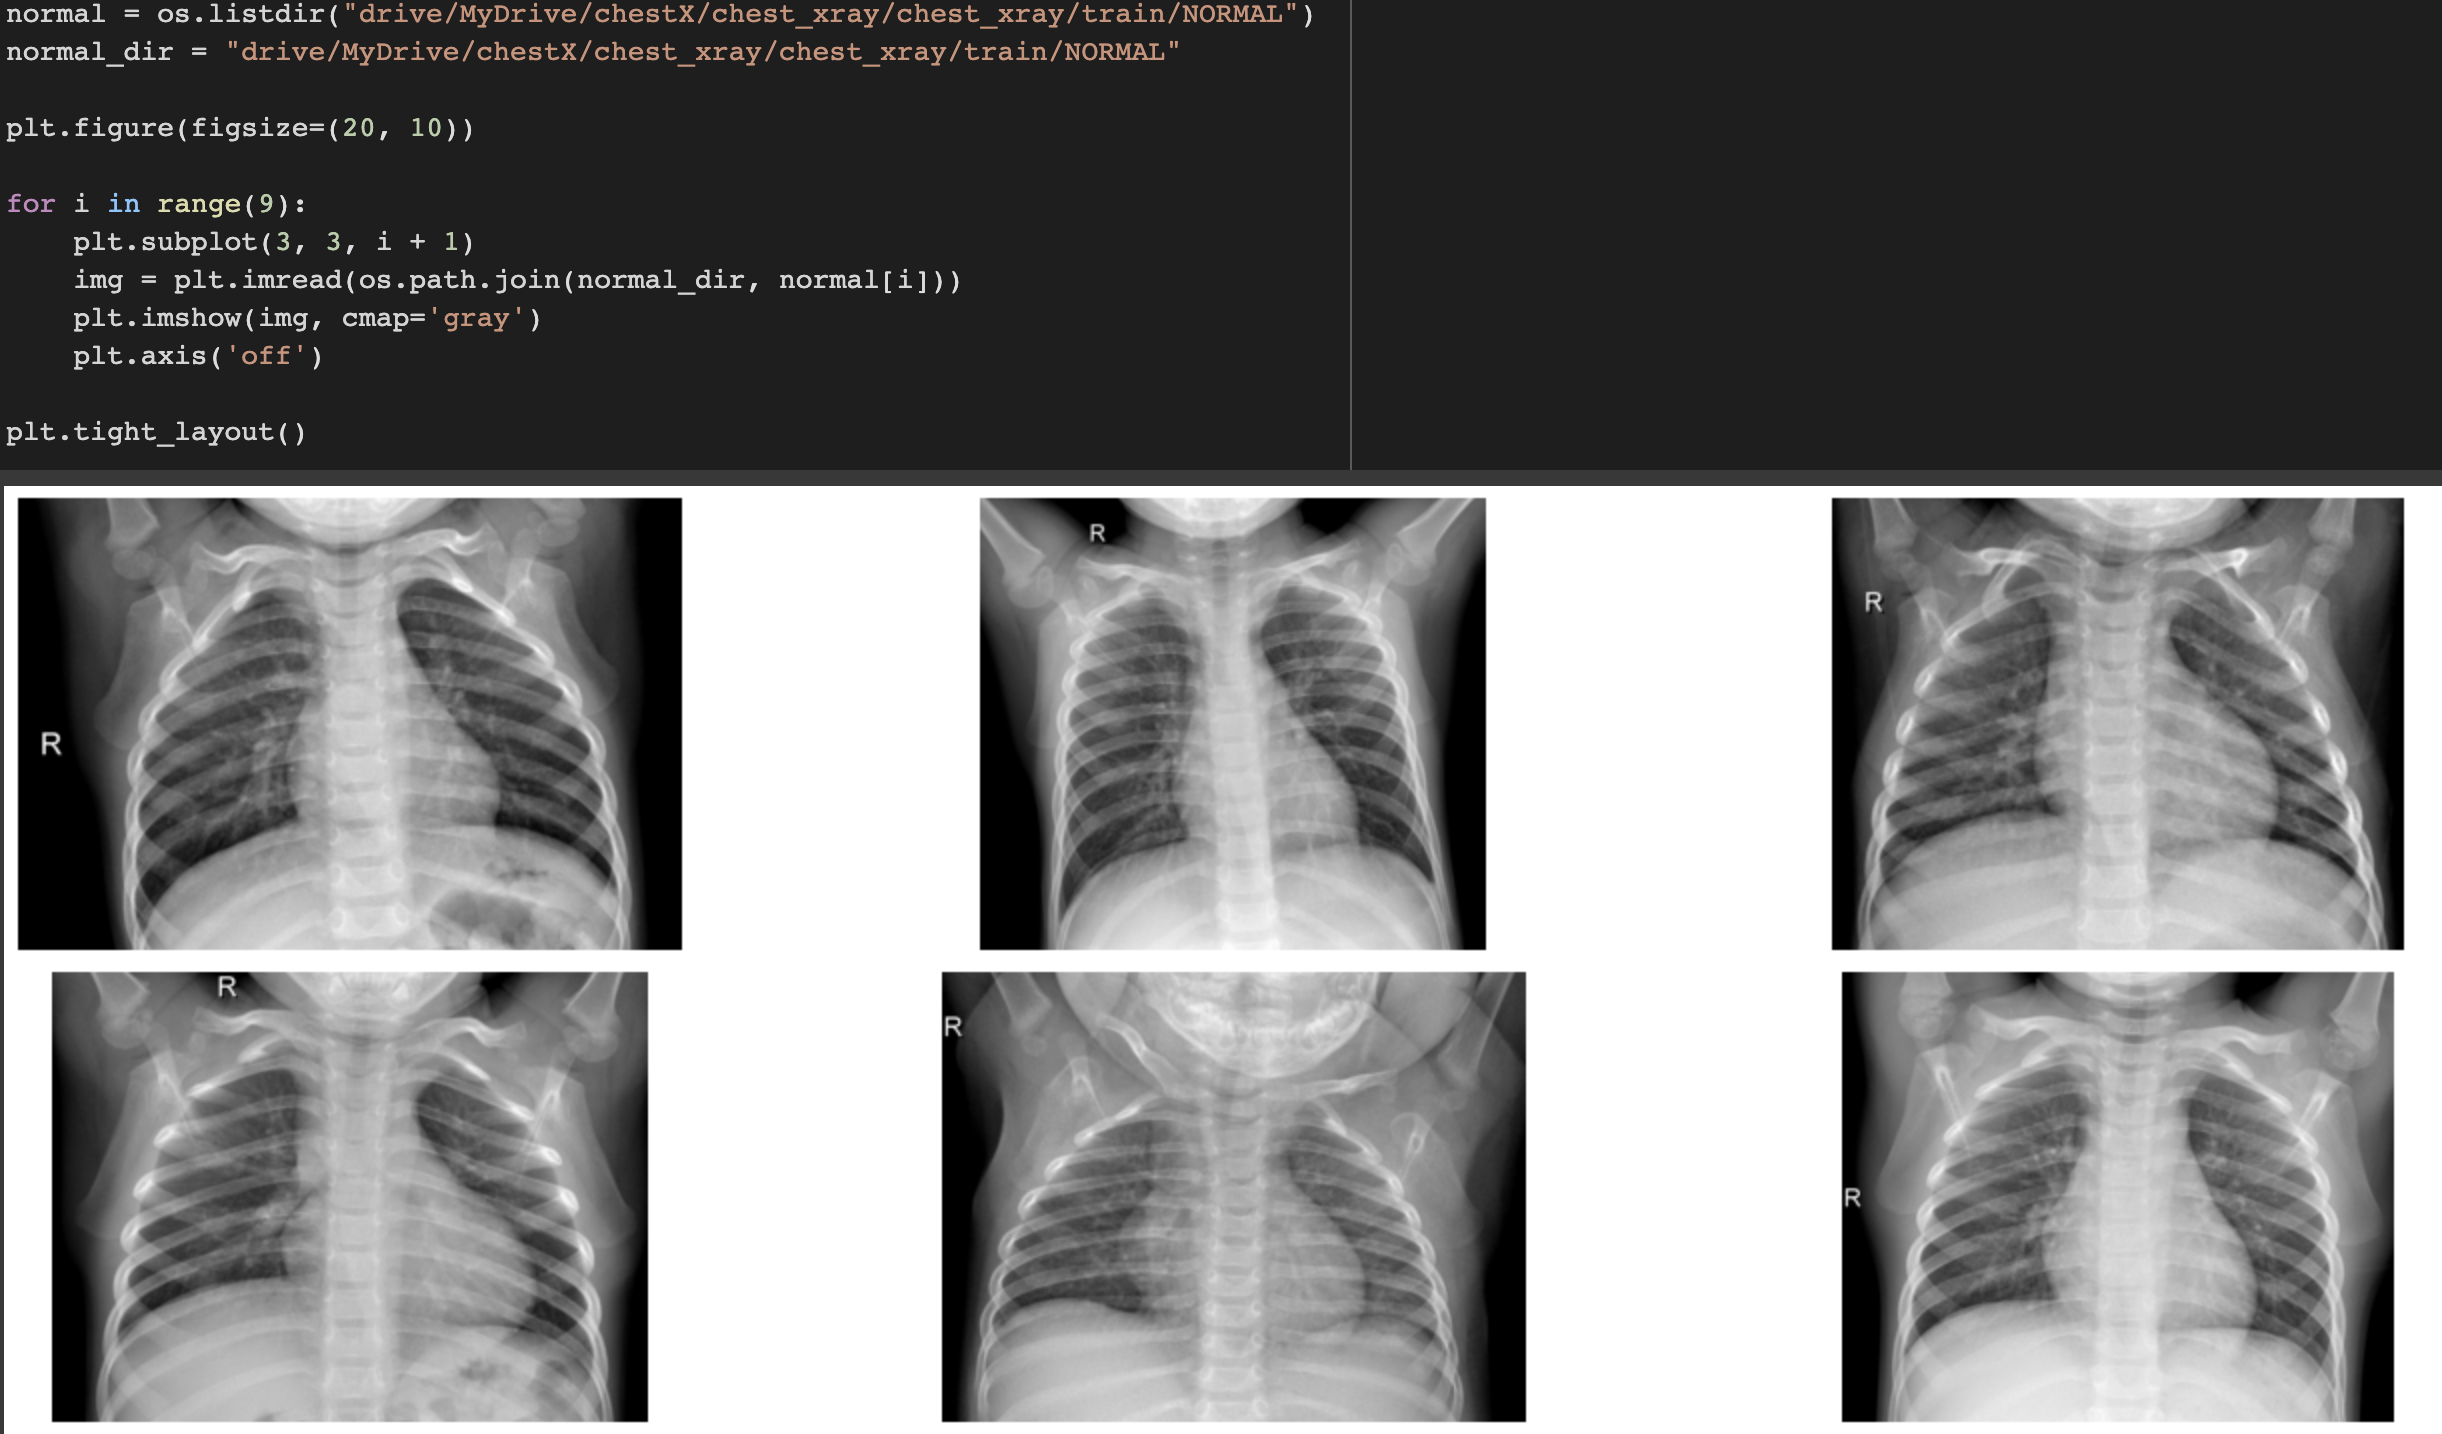 normal = os.listdir("drive/MyDrive/chestX/chest_xray/chest_xray/train/NORMAL")
normal_dir = "drive/MyDrive/chestX/chest_xray/chest_xray/train/NORMAL"
plt.figure(figsize=(20, 10))
for i in range(9):
    plt.subplot(3, 3, i + 1)
    img = plt.imread(os.path.join(normal_dir, normal[i]))
    plt.imshow(img, cmap='gray')
    plt.axis('off')
plt.tight_layout()
R
R
R
R
R
R